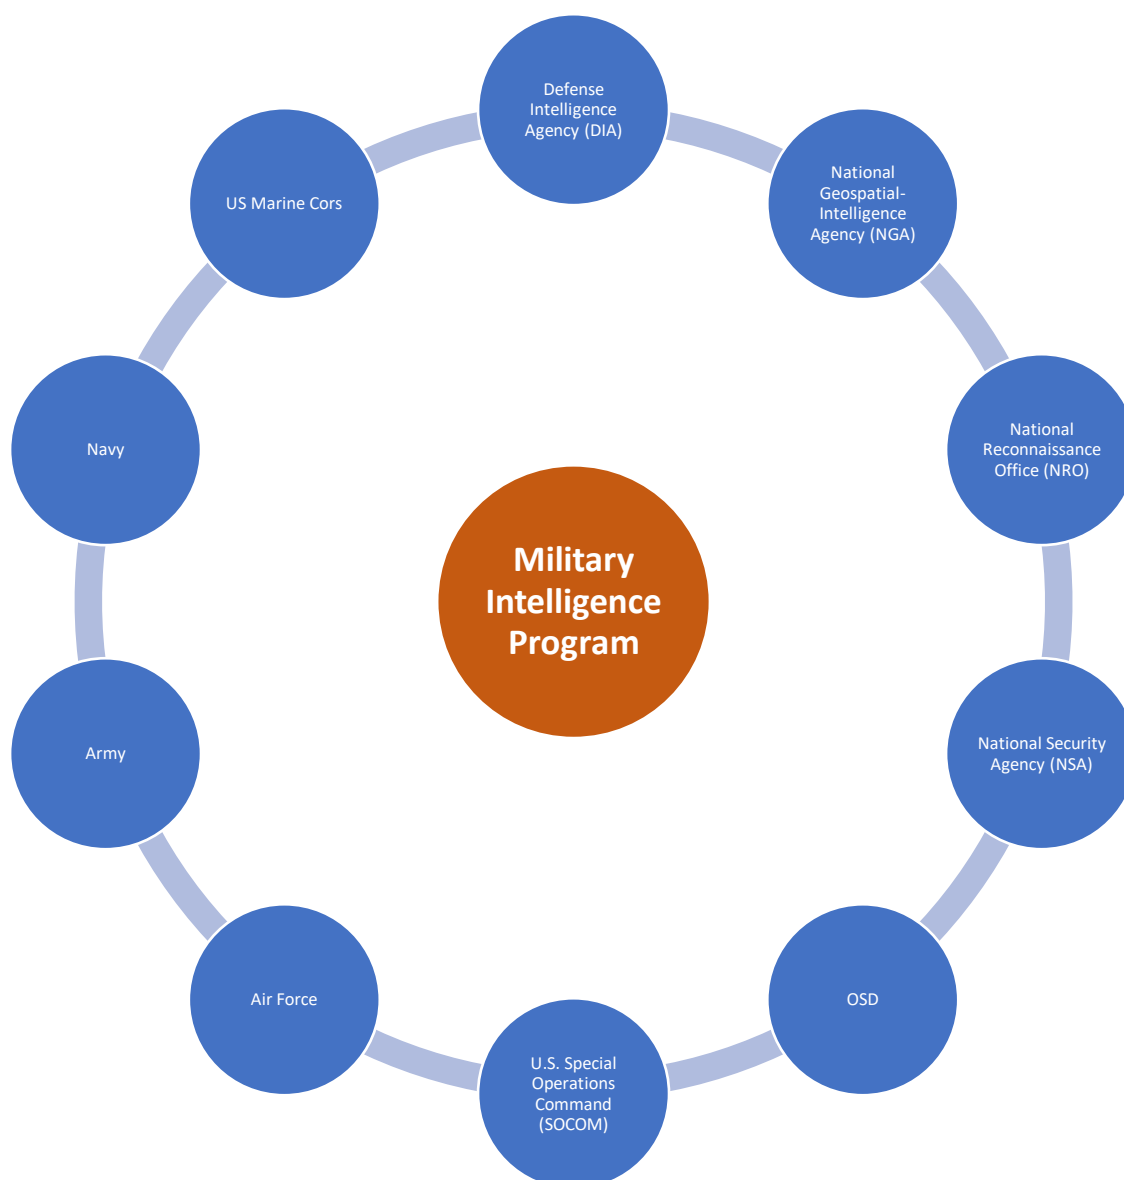 Defense
Intelligence
Agency (DIA)
National
Geospatial-
Intelligence
Agency (NGA)
National
Reconnaissance
Office (NRO)
National Security
Agency (NSA)
OSD
U.S. Special
Operations
Command
(SOCOM)
Air Force
Army
Navy
US Marine Cors
Military
Intelligence
Program